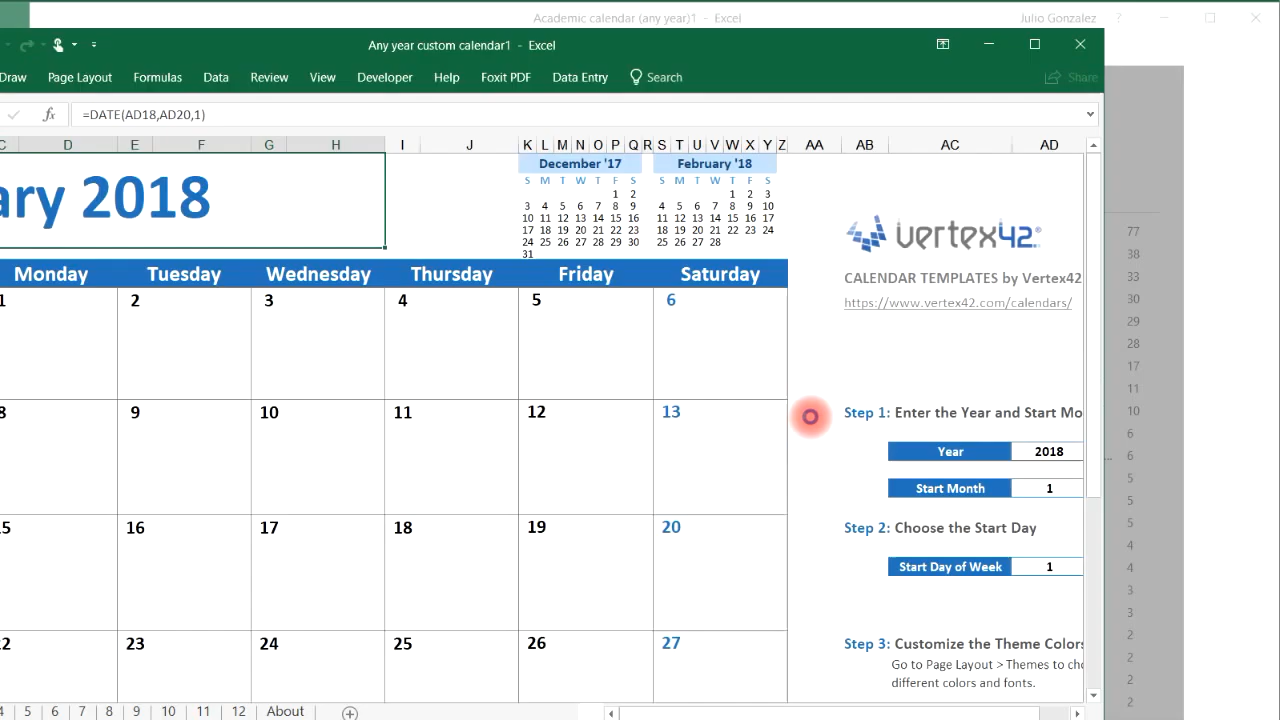 Academic calendar (any year)1 - Excel
Julio Gonzalez
?
Any year custom calendar1 - Excel
Draw Page Layout Formulas Data Review View Developer Help Foxit PDF Data Entry Search Share
fx =DATE(AD18,AD20,1)
C D E F G H I J K L M N O P Q R S T U V W X Y Z AA AB AC AD
ary 2018
December '17 February '18
S M T W T F S S M T W T F S
1 2 1 2 3
3 4 5 6 7 8 9 4 5 6 7 8 9 10
10 11 12 13 14 15 16 11 12 13 14 15 16 17
17 18 19 20 21 22 23 18 19 20 21 22 23 24
24 25 26 27 28 29 30 25 26 27 28
31
vertex42®
CALENDAR TEMPLATES by Vertex42
https://www.vertex42.com/calendars/
Monday Tuesday Wednesday Thursday Friday Saturday
1 2 3 4 5 6
8 9 10 11 12 13
Step 1: Enter the Year and Start Mo
Year 2018
Start Month 1
15 16 17 18 19 20
Step 2: Choose the Start Day
Start Day of Week 1
22 23 24 25 26 27
Step 3: Customize the Theme Colors
Go to Page Layout > Themes to cho
different colors and fonts.
4 5 6 7 8 9 10 11 12 About
77
38
33
30
29
28
17
11
10
6
... 6
5
5
5
4
4
3
3
2
2
2
2